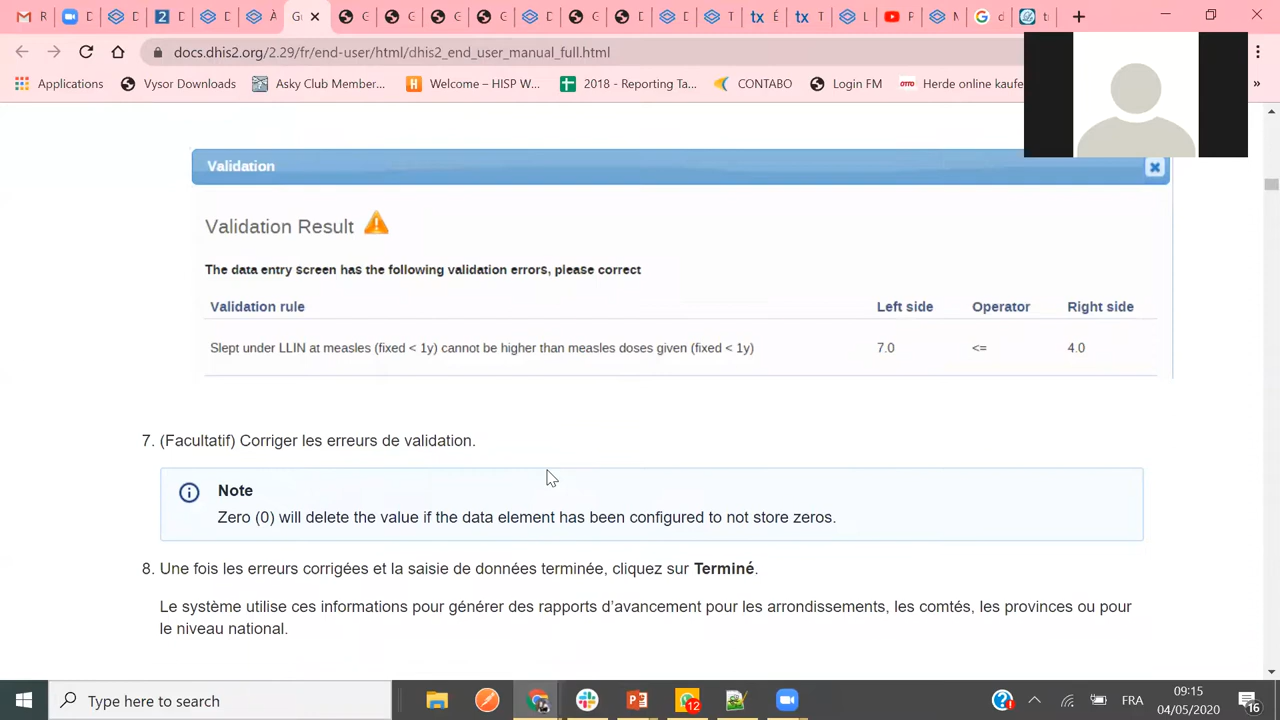 R
D
D
2 D
D
À
G
G
G
G
D
G
D
D
T
tx É
tx T
L
P
M
d
t
docs.dhis2.org/2.29/fr/end-user/html/dhis2_end_user_manual_full.html
Applications
Vysor Downloads
Asky Club Member...
Welcome – HISP W...
2018 - Reporting Ta...
CONTABO
Login FM
OTTO Herde online kaufe
»
Validation
Validation Result
The data entry screen has the following validation errors, please correct
Validation rule Left side Operator Right side
Slept under LLIN at measles (fixed < 1y) cannot be higher than measles doses given (fixed < 1y) 7.0 <= 4.0
7. (Facultatif) Corriger les erreurs de validation.
Note
Zero (0) will delete the value if the data element has been configured to not store zeros.
8. Une fois les erreurs corrigées et la saisie de données terminée, cliquez sur Terminé.
Le système utilise ces informations pour générer des rapports d’avancement pour les arrondissements, les comtés, les provinces ou pour
le niveau national.
Type here to search
12
FRA
09:15
04/05/2020
16